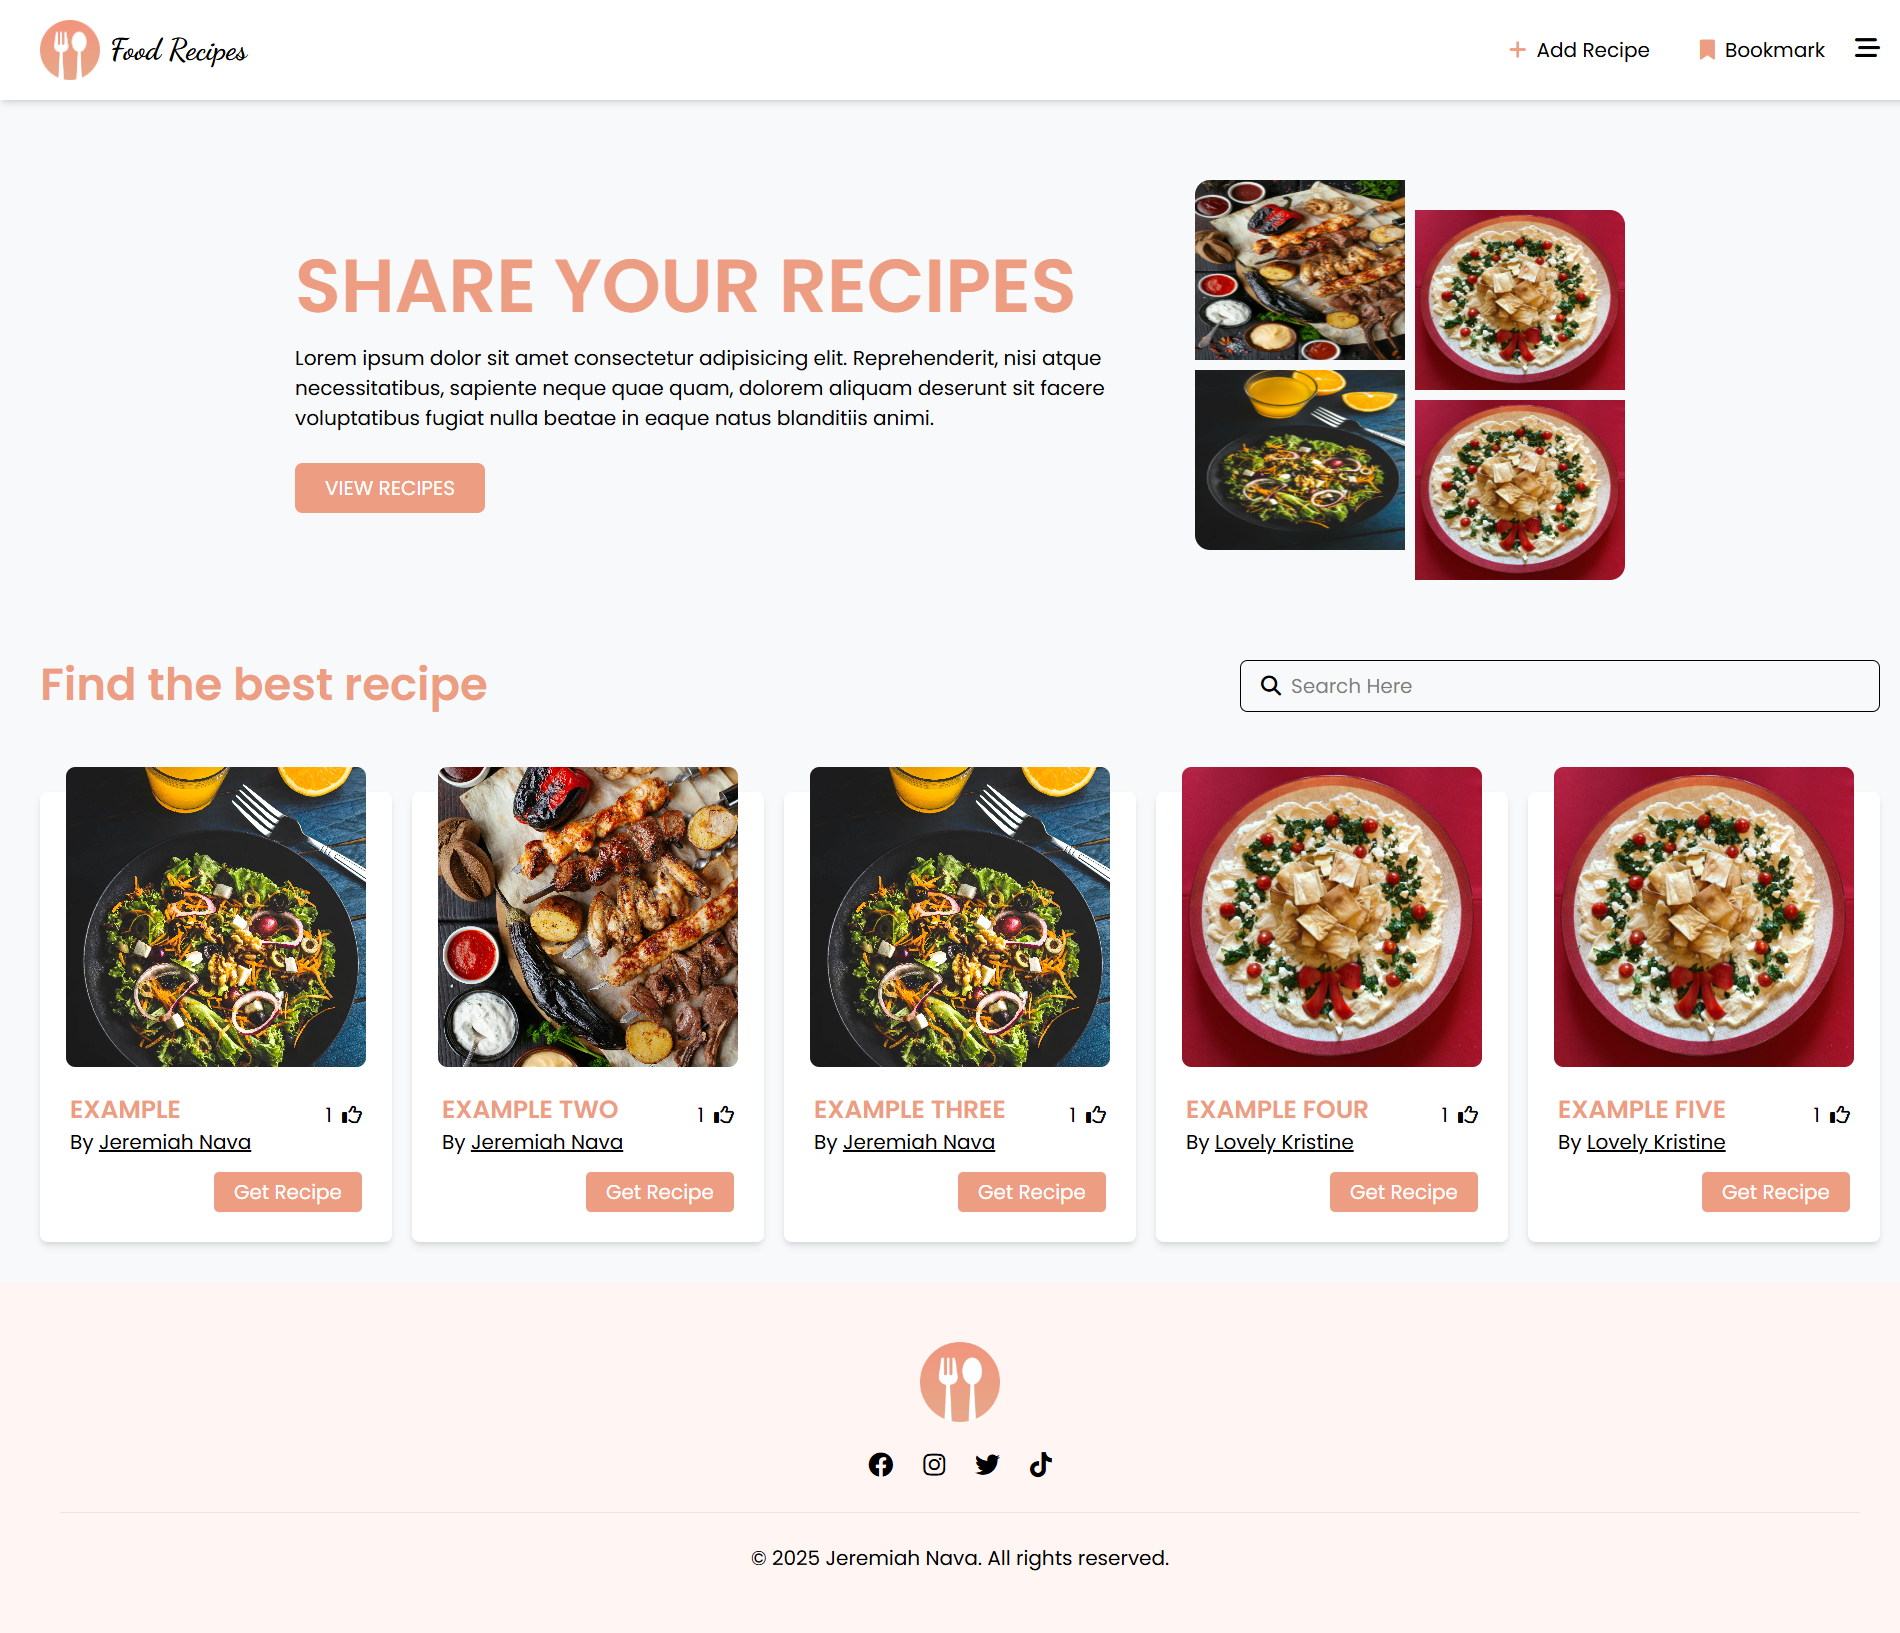 Food Recipes
Add Recipe
Bookmark
SHARE YOUR RECIPES
Lorem ipsum dolor sit amet consectetur adipisicing elit. Reprehenderit, nisi atque
necessitatibus, sapiente neque quae quam, dolorem aliquam deserunt sit facere
voluptatibus fugiat nulla beatae in eaque natus blanditiis animi.
VIEW RECIPES
Find the best recipe
Search Here
EXAMPLE
1
By Jeremiah Nava
Get Recipe
EXAMPLE TWO
1
By Jeremiah Nava
Get Recipe
EXAMPLE THREE
1
By Jeremiah Nava
Get Recipe
EXAMPLE FOUR
1
By Lovely Kristine
Get Recipe
EXAMPLE FIVE
1
By Lovely Kristine
Get Recipe
© 2025 Jeremiah Nava. All rights reserved.